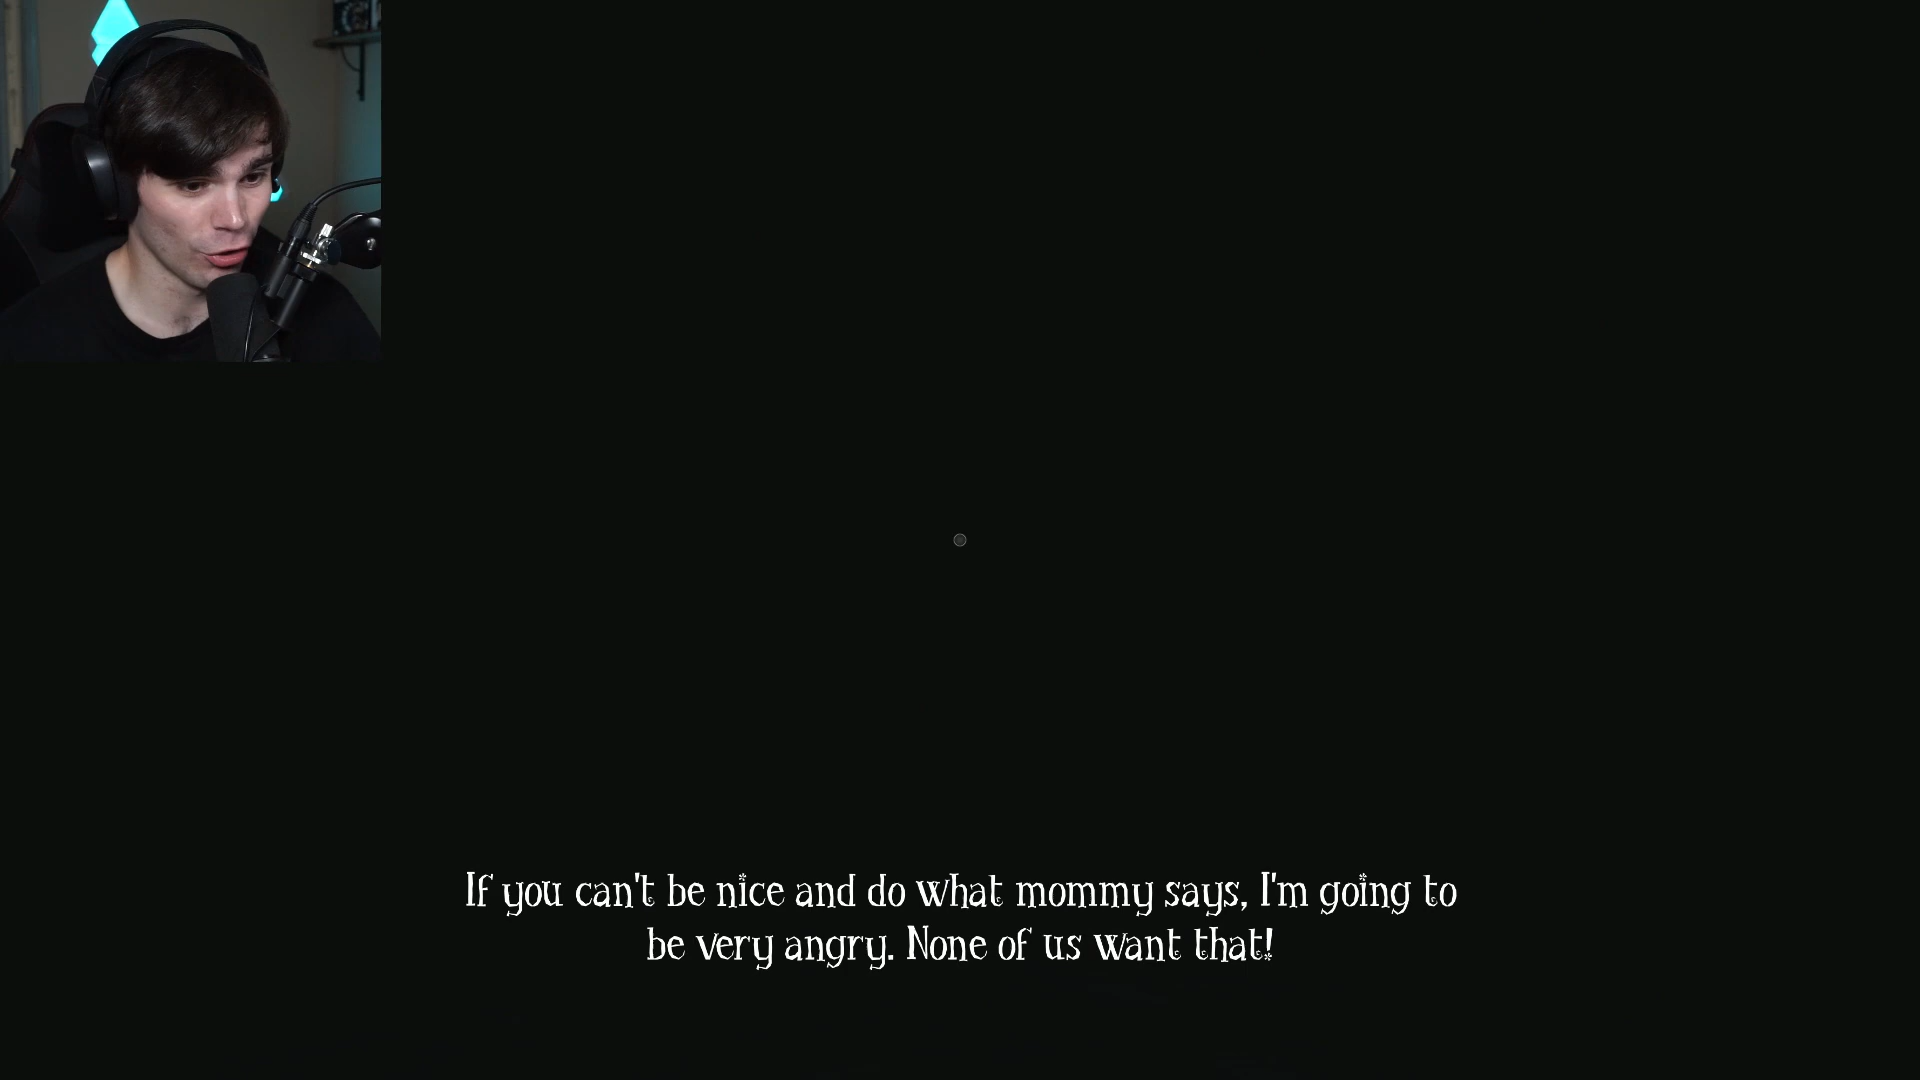 If you can't be nice and do what mommy says, I'm going to
be very angry. None of us want that!